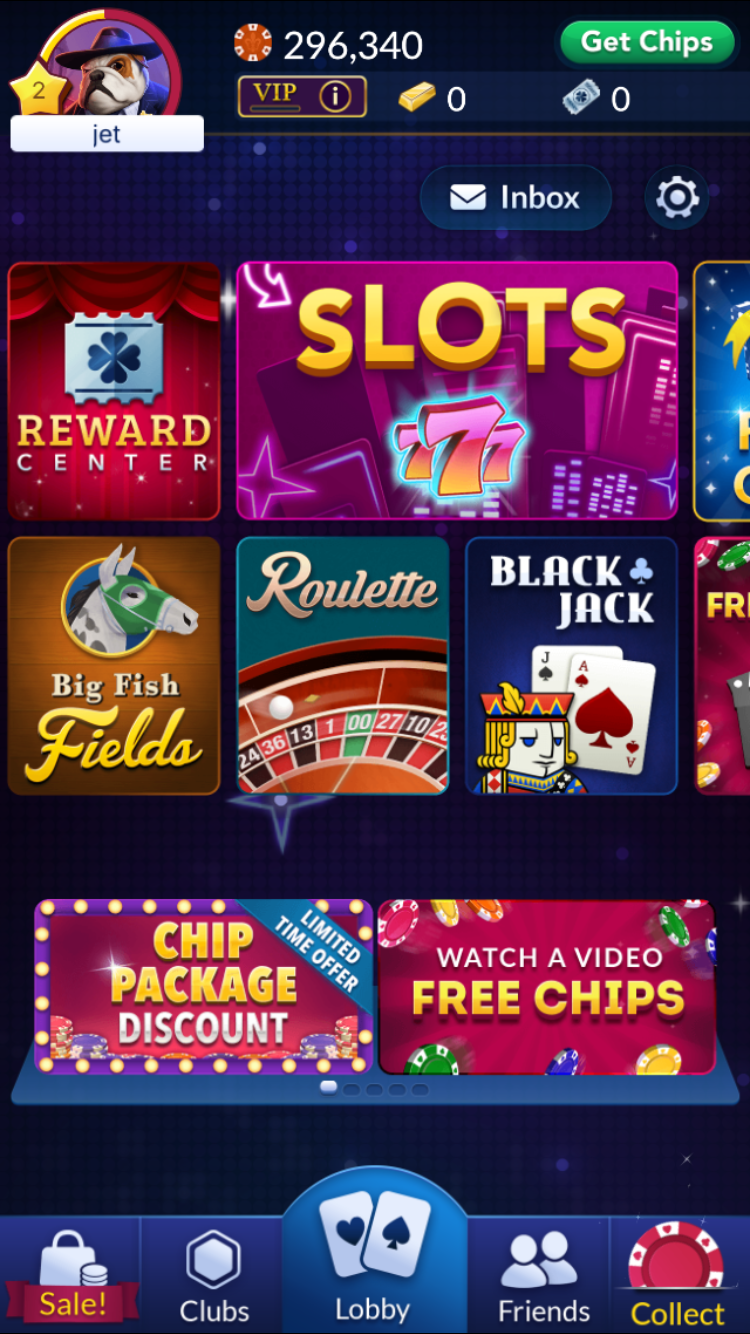 296,340
Get Chips
2
VIP
i
0
0
jet
Inbox
REWARD
CENTER
SLOTS
777
Big Fish
Fields
Roulette
24 36 13 1 00 27 10
BLACK
JACK
J
A
A
FR
CHIP
PACKAGE
DISCOUNT
LIMITED
TIME OFFER
WATCH A VIDEO
FREE CHIPS
Sale!
Clubs
Lobby
Friends
Collect